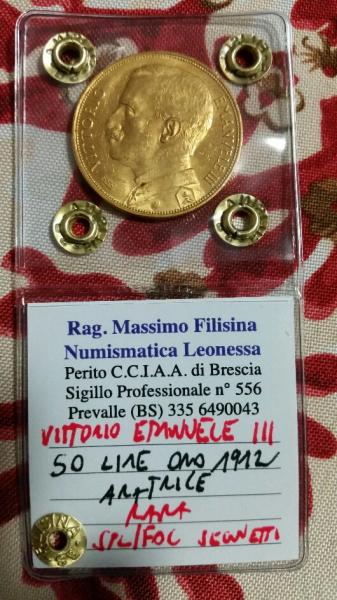 VITTORIO EMANUELE III
Rag. Massimo Filisina
Numismatica Leonessa
Perito C.C.I.A.A. di Brescia
Sigillo Professionale n° 556
Prevalle (BS) 335 6490043
VITTORIO EMANUELE III
50 LIRE ORO 1912
ARATRICE
RARA
SPL/FDC SEGNETTI